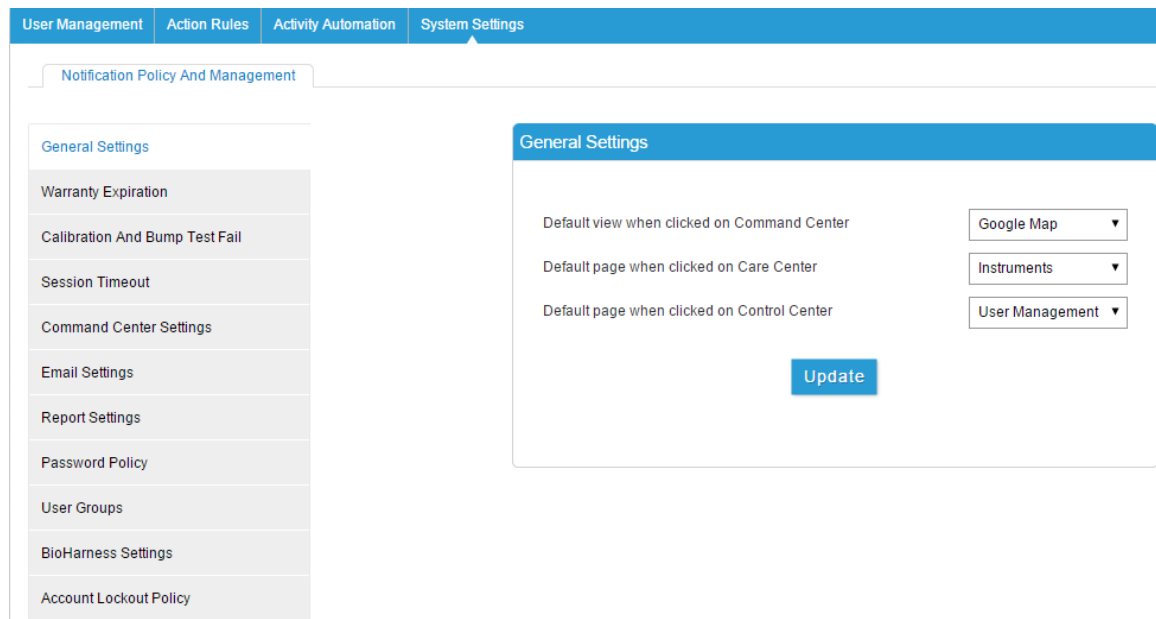 User Management Action Rules Activity Automation System Settings
Notification Policy And Management
General Settings
Warranty Expiration
Calibration And Bump Test Fail
Session Timeout
Command Center Settings
Email Settings
Report Settings
Password Policy
User Groups
BioHarness Settings
Account Lockout Policy
General Settings
Default view when clicked on Command Center Google Map
Default page when clicked on Care Center Instruments
Default page when clicked on Control Center User Management
Update